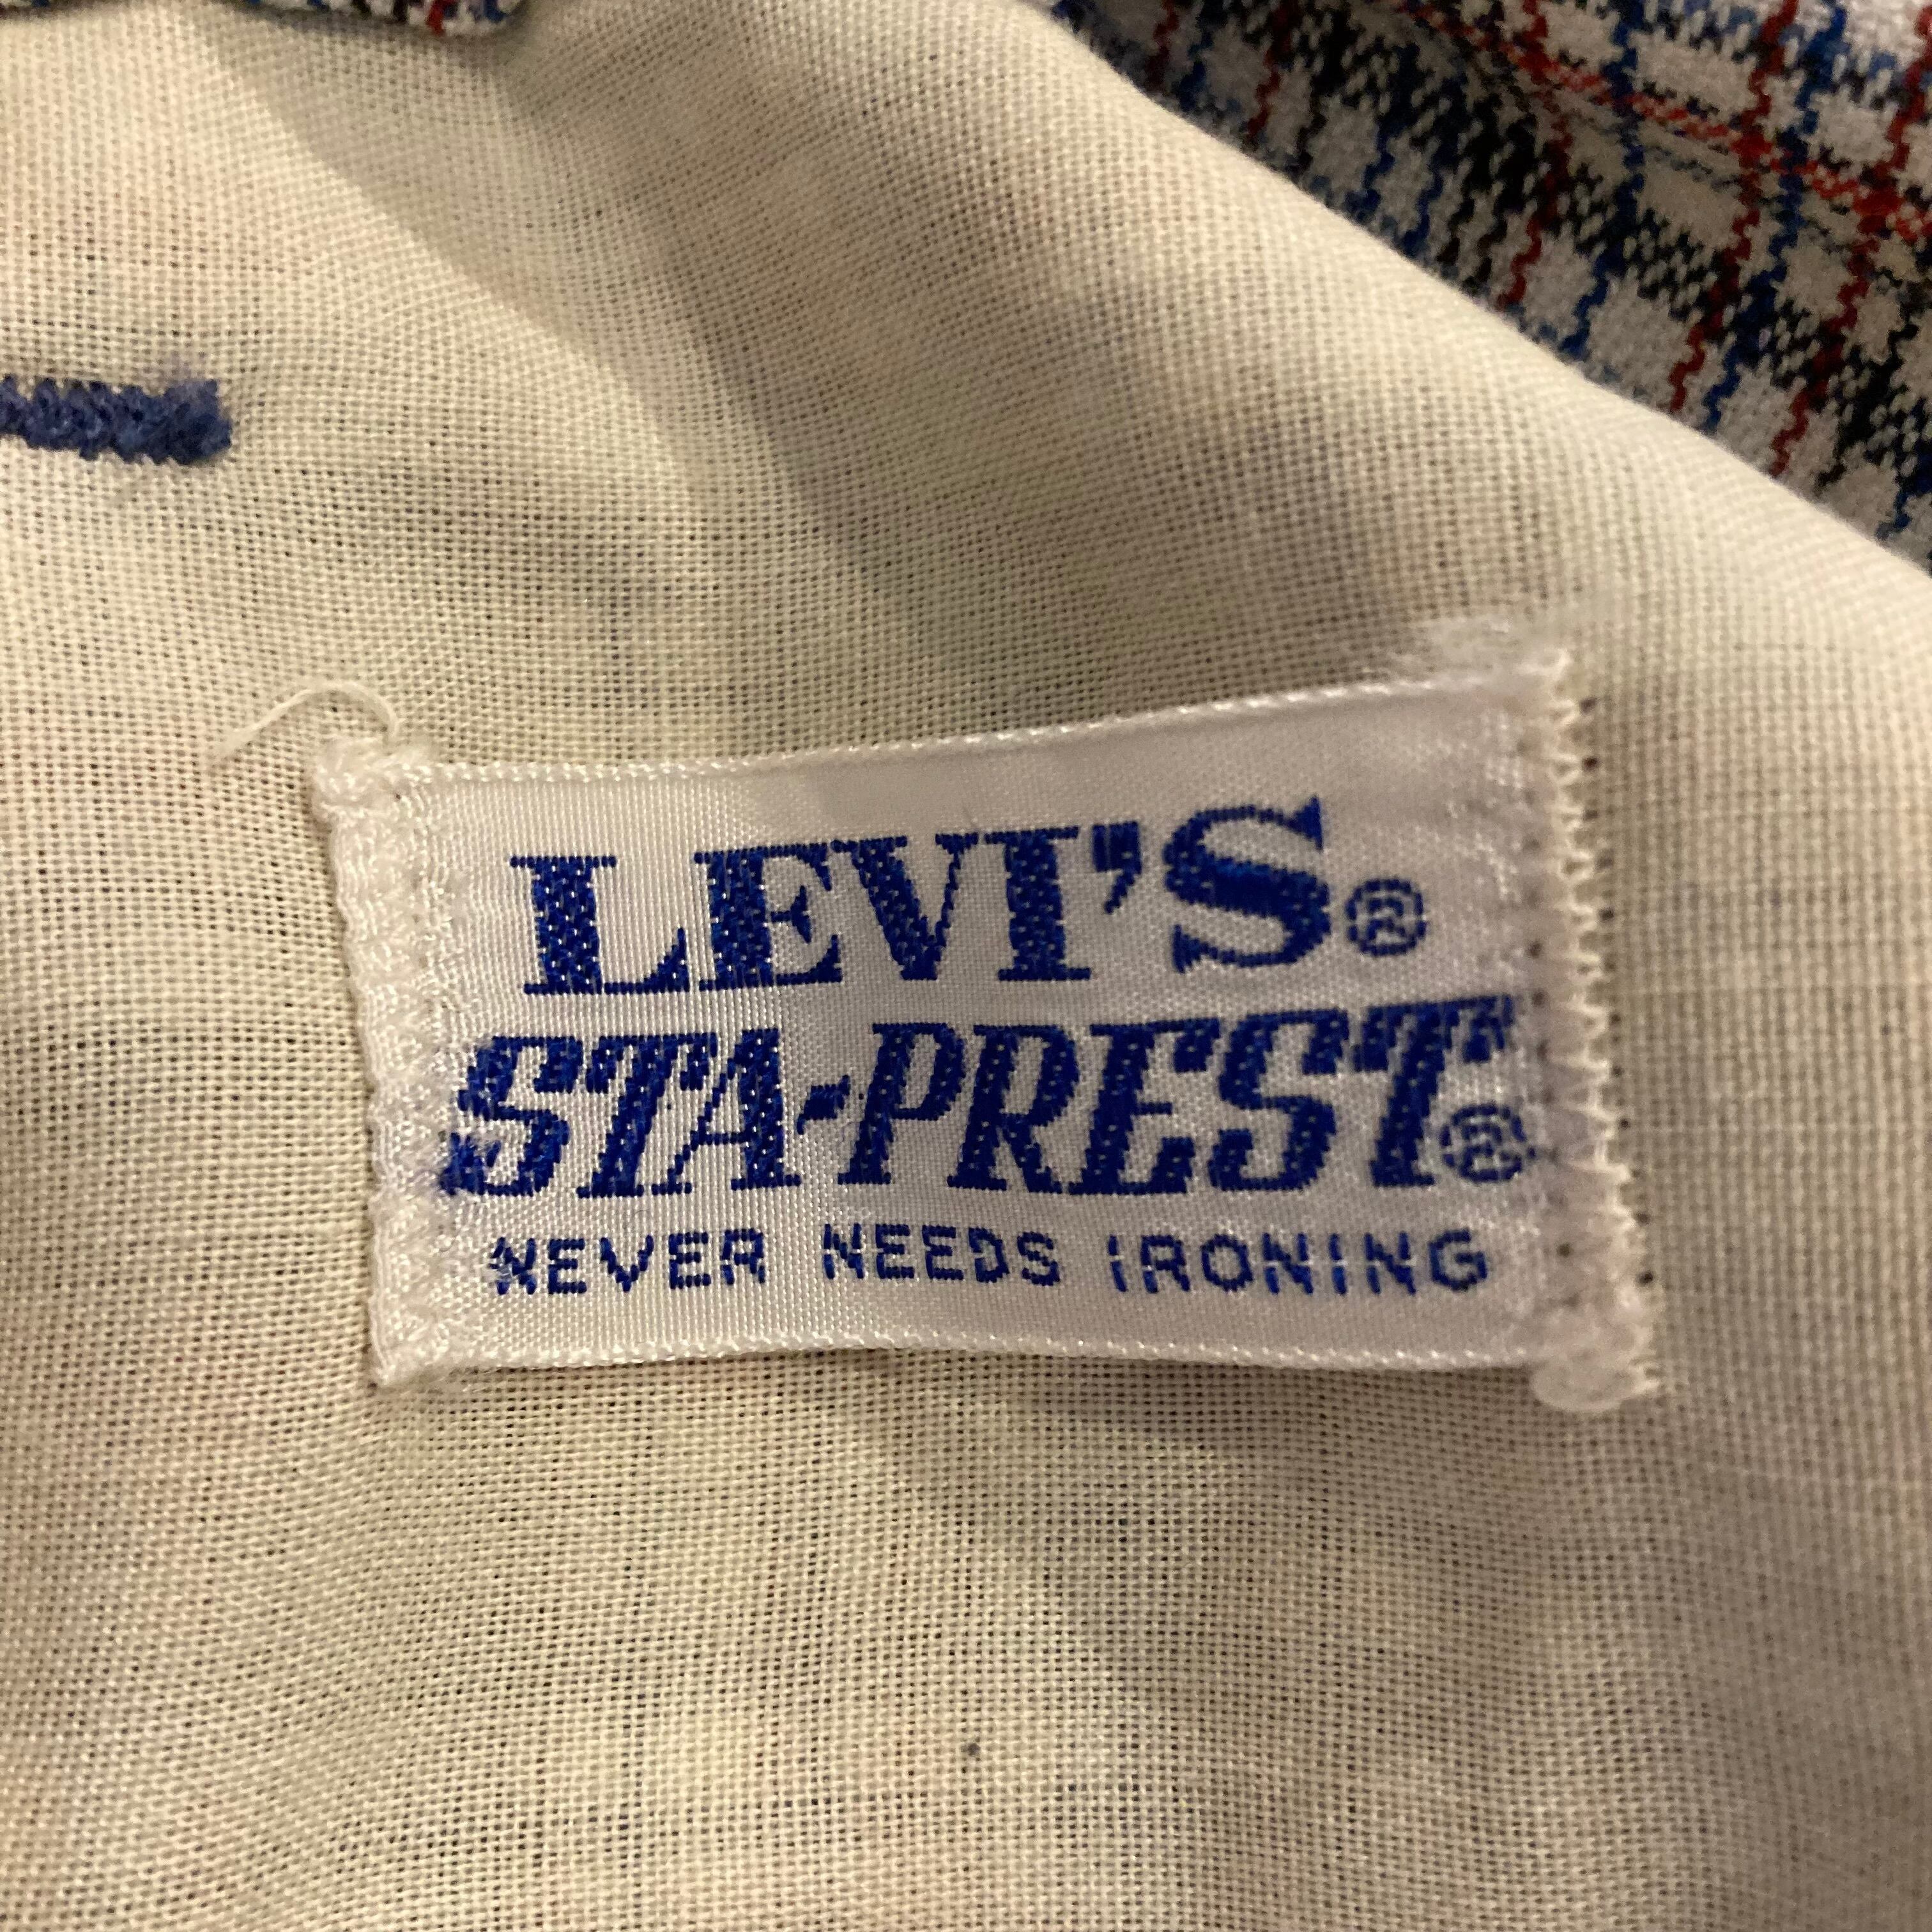 LEVI'S®
STA-PREST®
NEVER NEEDS IRONING